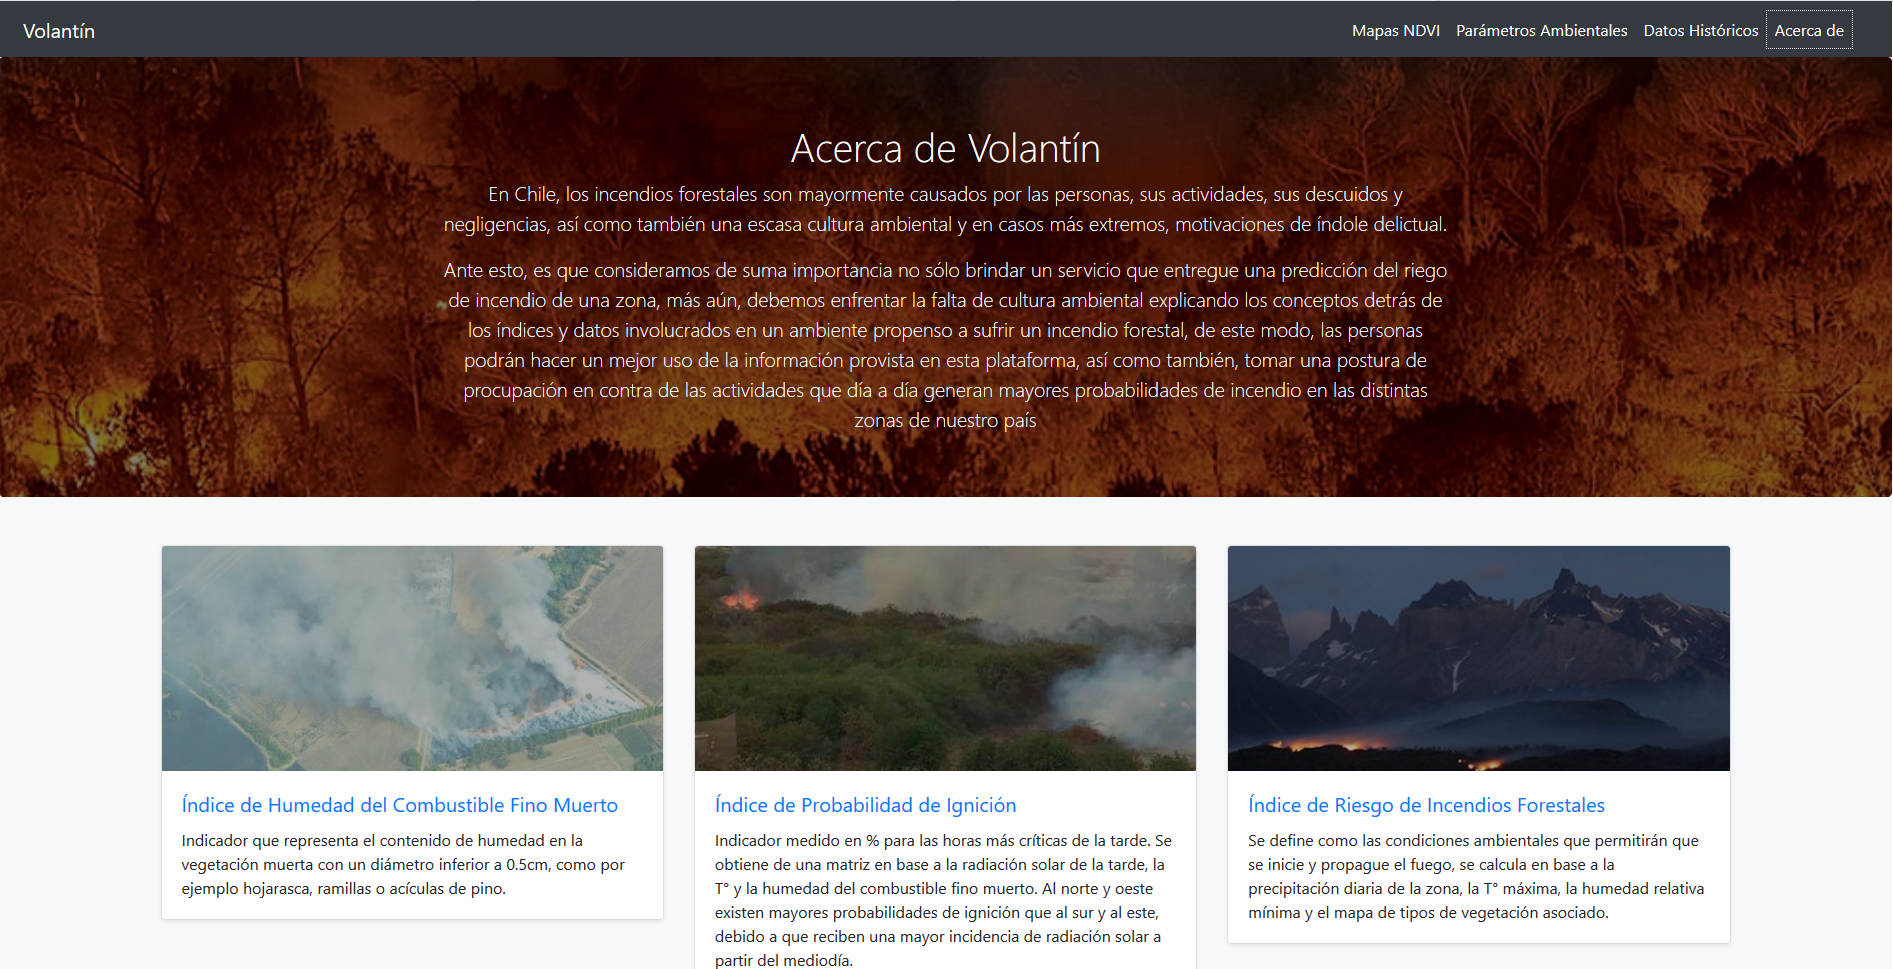 Volantín
Mapas NDVI Parámetros Ambientales Datos Históricos Acerca de
Acerca de Volantín
En Chile, los incendios forestales son mayormente causados por las personas, sus actividades, sus descuidos y
negligencias, así como también una escasa cultura ambiental y en casos más extremos, motivaciones de índole delictual.
Ante esto, es que consideramos de suma importancia no sólo brindar un servicio que entregue una predicción del riego
de incendio de una zona, más aún, debemos enfrentar la falta de cultura ambiental explicando los conceptos detrás de
los índices y datos involucrados en un ambiente propenso a sufrir un incendio forestal, de este modo, las personas
podrán hacer un mejor uso de la información provista en esta plataforma, así como también, tomar una postura de
procupación en contra de las actividades que día a día generan mayores probabilidades de incendio en las distintas
zonas de nuestro país
Índice de Humedad del Combustible Fino Muerto
Indicador que representa el contenido de humedad en la
vegetación muerta con un diámetro inferior a 0.5cm, como por
ejemplo hojarasca, ramillas o acículas de pino.
Índice de Probabilidad de Ignición
Indicador medido en % para las horas más críticas de la tarde. Se
obtiene de una matriz en base a la radiación solar de la tarde, la
T° y la humedad del combustible fino muerto. Al norte y oeste
existen mayores probabilidades de ignición que al sur y al este,
debido a que reciben una mayor incidencia de radiación solar a
partir del mediodía.
Índice de Riesgo de Incendios Forestales
Se define como las condiciones ambientales que permitirán que
se inicie y propague el fuego, se calcula en base a la
precipitación diaria de la zona, la T° máxima, la humedad relativa
mínima y el mapa de tipos de vegetación asociado.